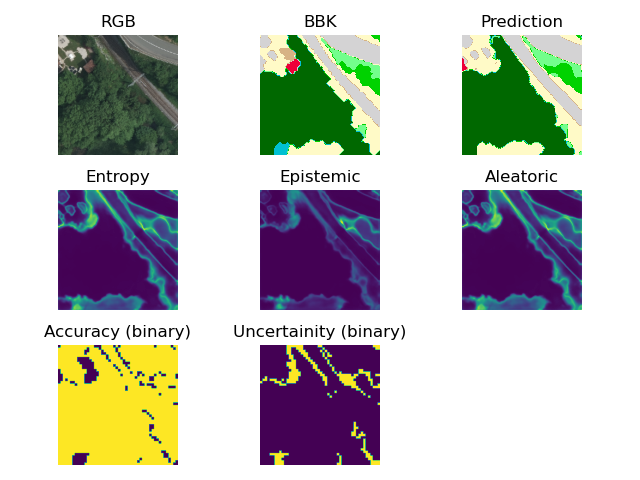 RGB
BBK
Prediction
Entropy
Epistemic
Aleatoric
Accuracy (binary)
Uncertainity (binary)